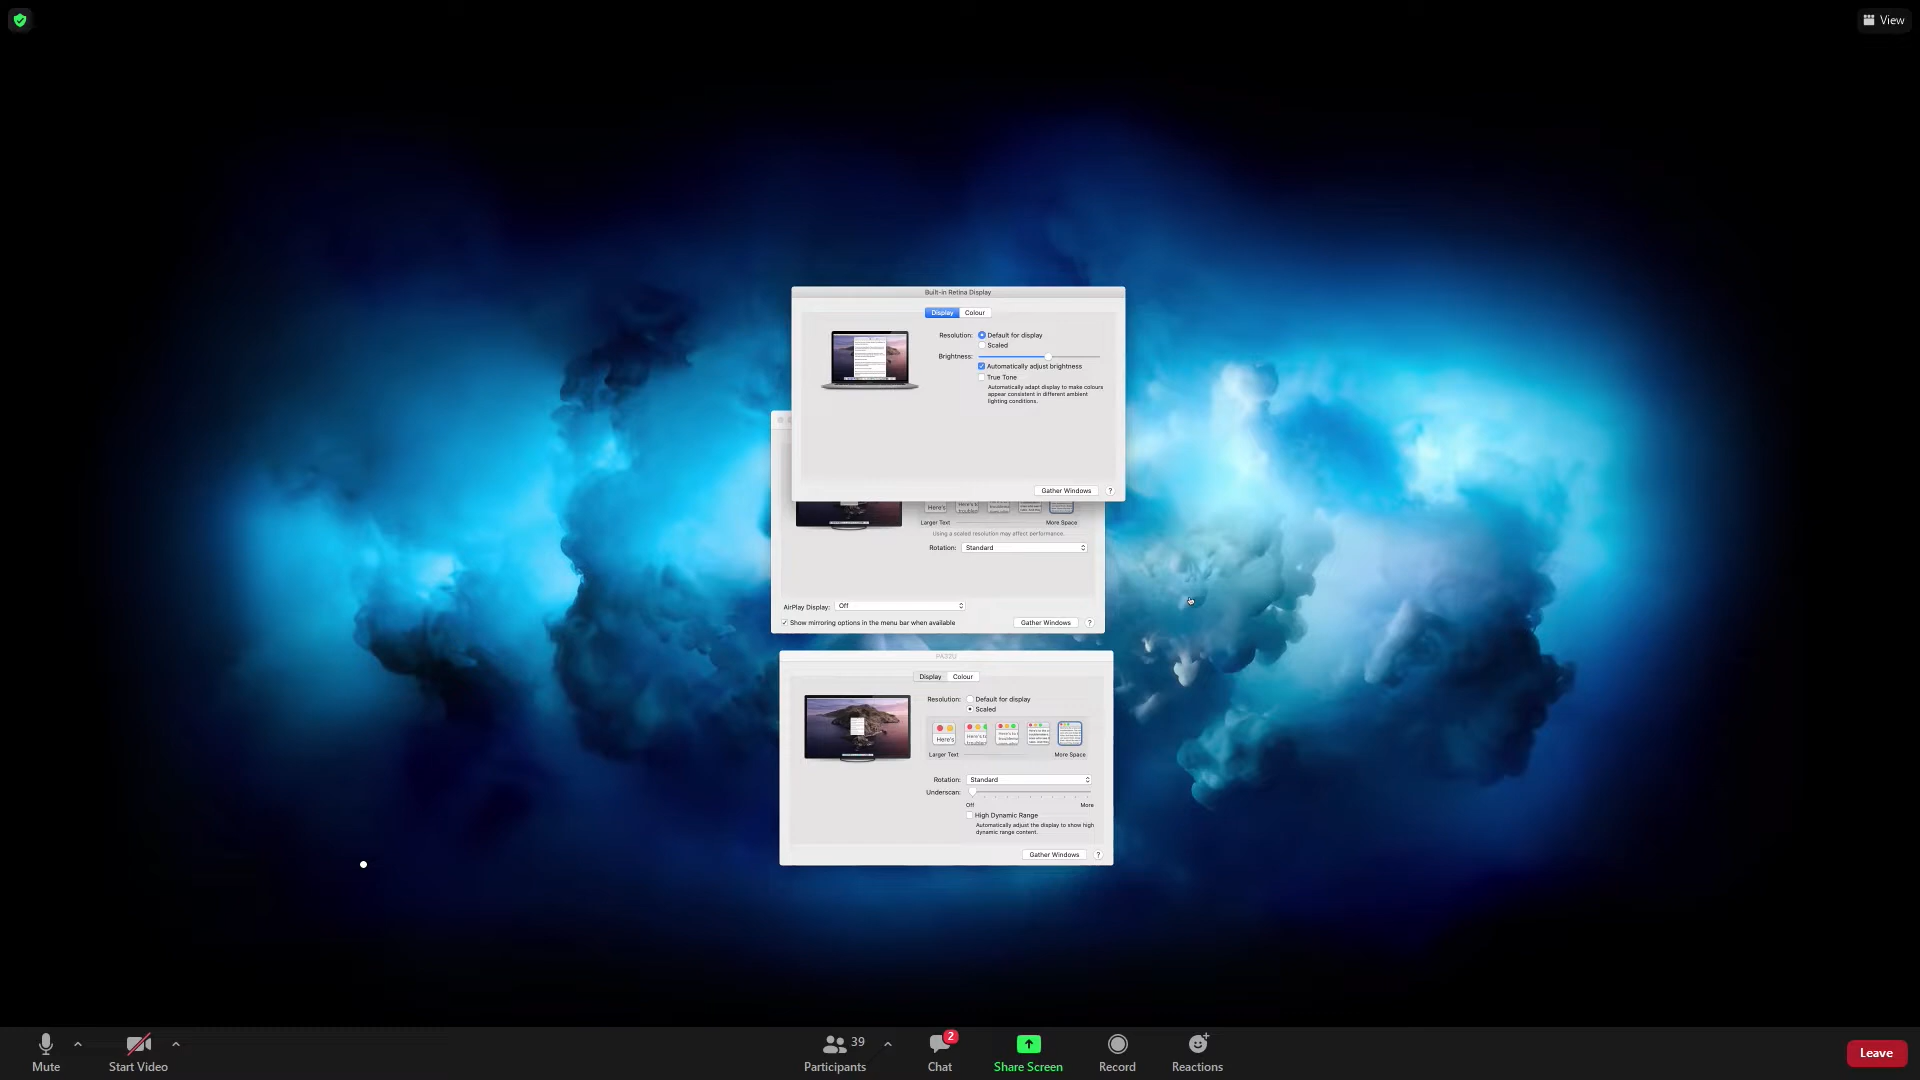 View
Built-in Retina Display
Display Colour
Resolution: Default for display
Scaled
Brightness:
Automatically adjust brightness
True Tone
Automatically adapt display to make colours
appear consistent in different ambient
lighting conditions.
Gather Windows ?
Here's
Larger Text More Space
Using a scaled resolution may affect performance.
Rotation: Standard
AirPlay Display: Off
Show mirroring options in the menu bar when available
Gather Windows ?
PA32U
Display Colour
Resolution: Default for display
Scaled
Here's
Larger Text More Space
Rotation: Standard
Underscan:
Off More
High Dynamic Range
Automatically adjust the display to show high
dynamic range content.
Gather Windows ?
Mute
Start Video
39
Participants
2
Chat
Share Screen
Record
Reactions
Leave